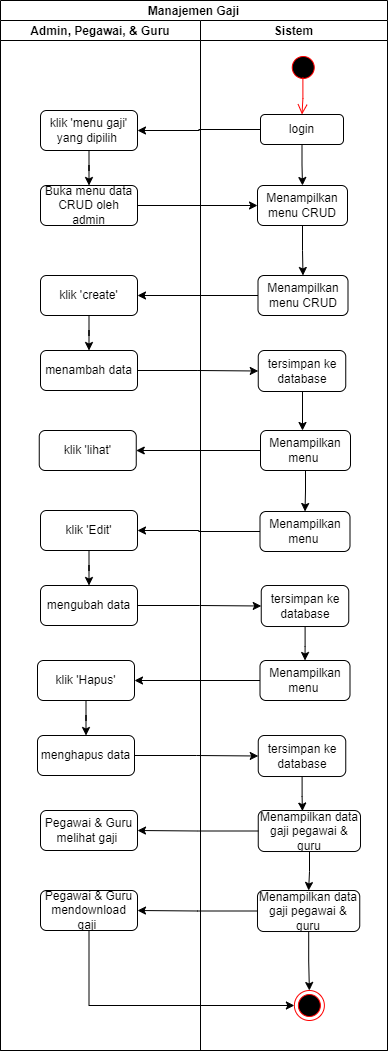 Manajemen Gaji
Admin, Pegawai, & Guru
Sistem
klik 'menu gaji'
yang dipilih
login
Buka menu data
CRUD oleh
admin
Menampilkan
menu CRUD
klik 'create'
Menampilkan
menu CRUD
menambah data
tersimpan ke
database
klik 'lihat'
Menampilkan
menu
klik 'Edit'
Menampilkan
menu
mengubah data
tersimpan ke
database
klik 'Hapus'
Menampilkan
menu
menghapus data
tersimpan ke
database
Pegawai & Guru
melihat gaji
Menampilkan data
gaji pegawai &
guru
Pegawai & Guru
mendownload
gaji
Menampilkan data
gaji pegawai &
guru